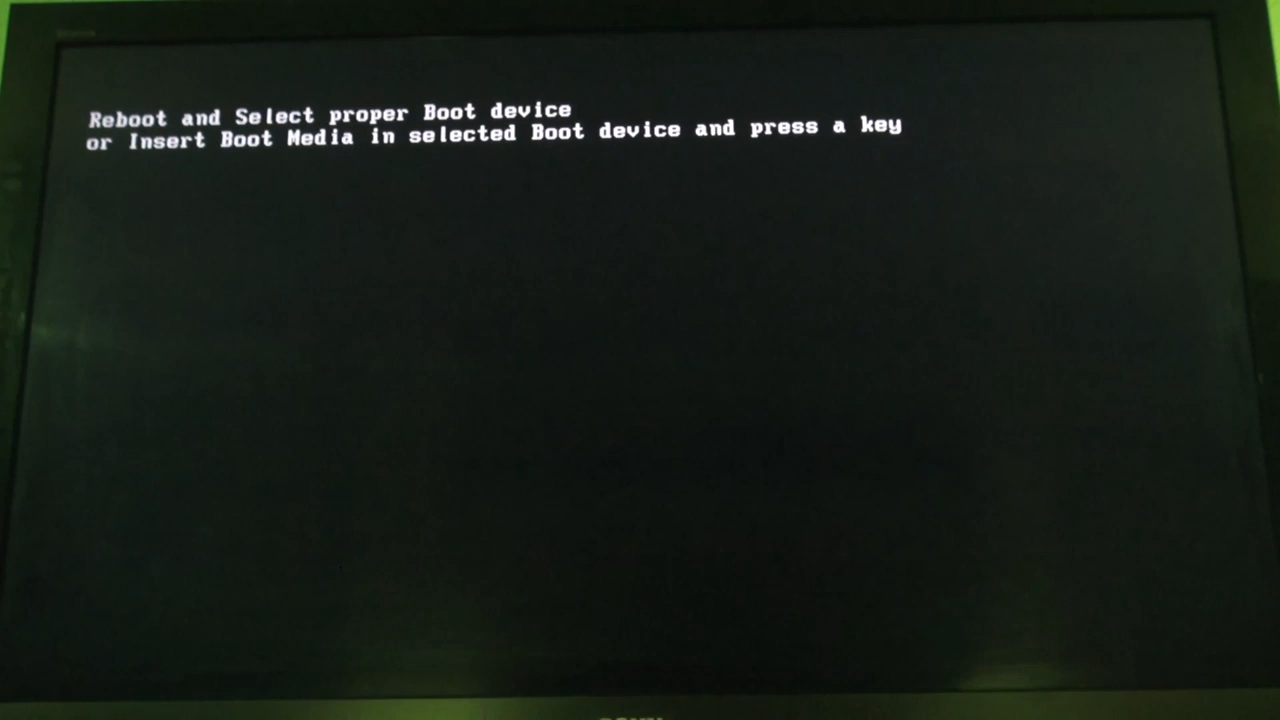 Reboot and Select proper Boot device
or Insert Boot Media in selected Boot device and press a key